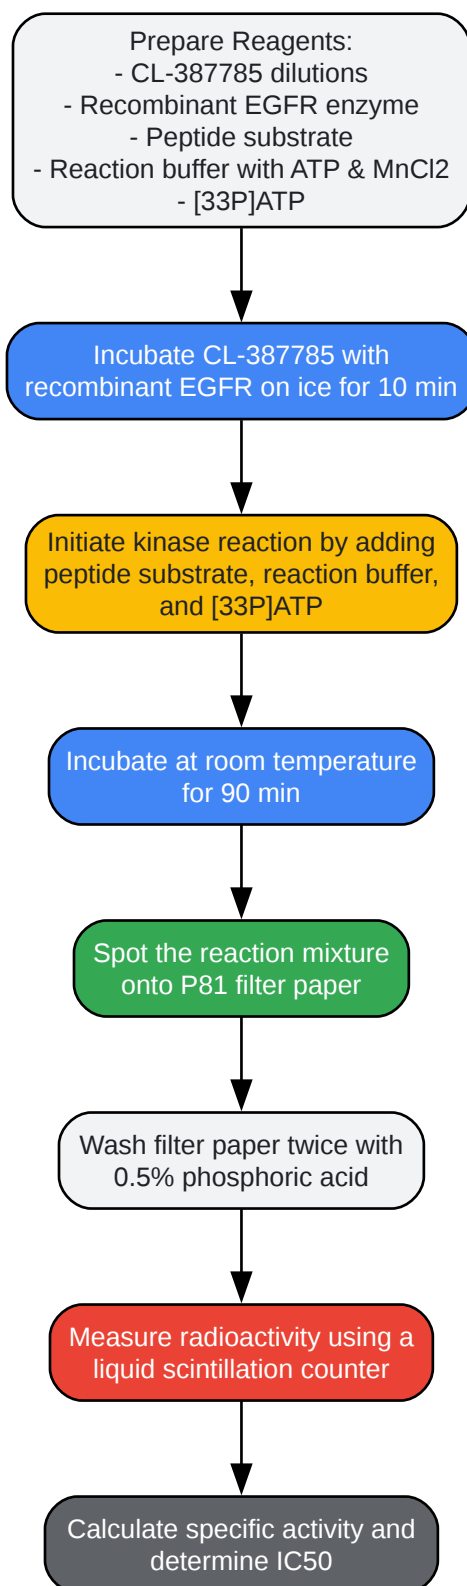 Prepare Reagents:
- CL-387785 dilutions
- Recombinant EGFR enzyme
- Peptide substrate
- Reaction buffer with ATP & MnCl2
- [33P]ATP
Incubate CL-387785 with
recombinant EGFR on ice for 10 min
Initiate kinase reaction by adding
peptide substrate, reaction buffer,
and [33P]ATP
Incubate at room temperature
for 90 min
Spot the reaction mixture
onto P81 filter paper
Wash filter paper twice with
0.5% phosphoric acid
Measure radioactivity using a
liquid scintillation counter
Calculate specific activity and
determine IC50